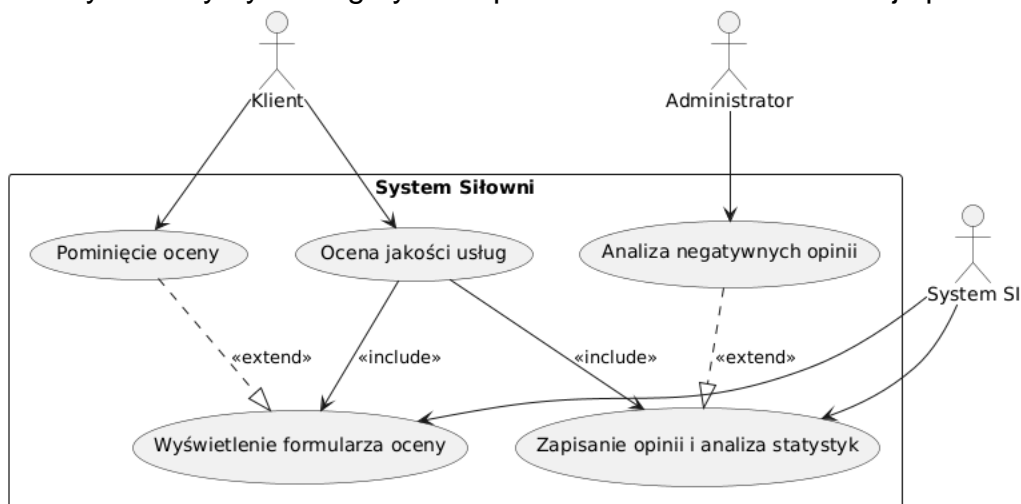 Klient
Administrator
System Siłowni
Pominięcie oceny
Ocena jakości usług
Analiza negatywnych opinii
System SI
«extend»
«include»
«include»
«extend»
Wyświetlenie formularza oceny
Zapisanie opinii i analiza statystyk